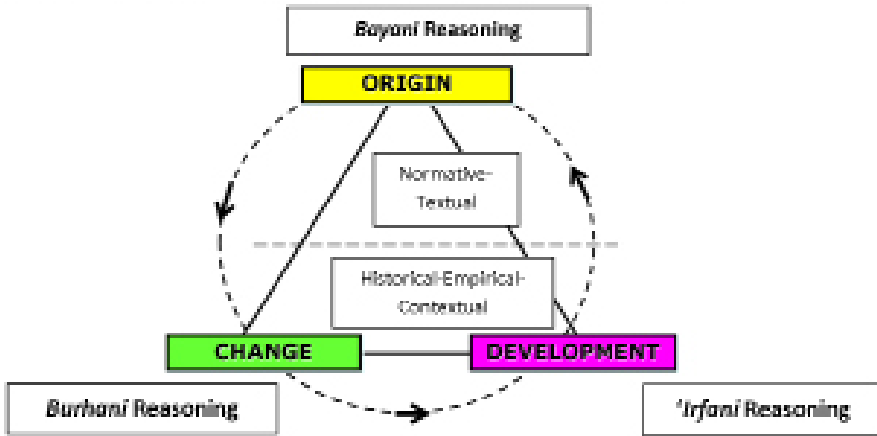 Bayani Reasoning
ORIGIN
Normative-
Textual
Historical-Empirical-
Contextual
CHANGE
DEVELOPMENT
Burhani Reasoning
‘Irfani Reasoning